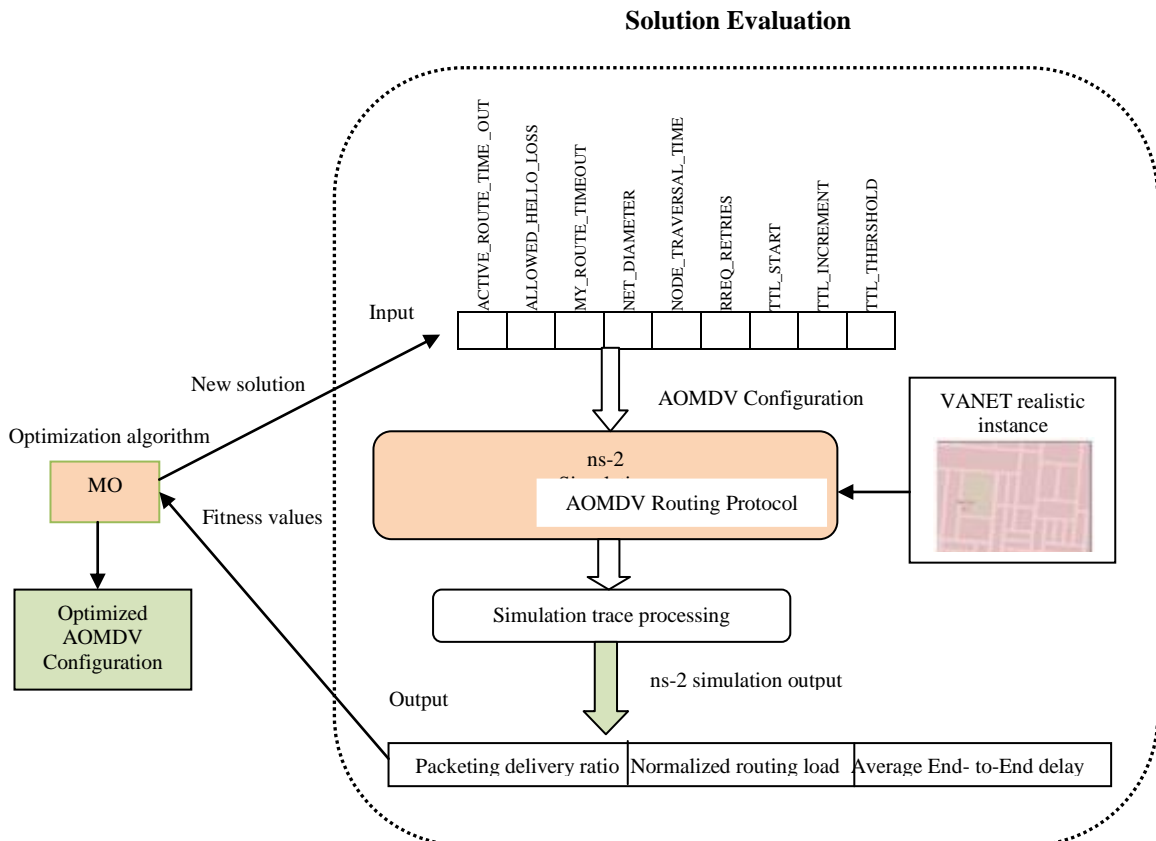 Solution Evaluation
ACTIVE_ROUTE_TIME _OUT
ALLOWED_HELLO_LOSS
MY_ROUTE_TIMEOUT
NET_DIAMETER
NODE_TRAVERSAL_TIME
RREQ_RETRIES
TTL_START
TTL_INCREMENT
TTL_THERSHOLD
Input
New solution
AOMDV Configuration
VANET realistic
instance
Optimization algorithm
MO
ns-2
AOMDV Routing Protocol
Fitness values
Optimized
AOMDV
Configuration
Simulation trace processing
ns-2 simulation output
Output
Packeting delivery ratio
Normalized routing load
Average End- to-End delay